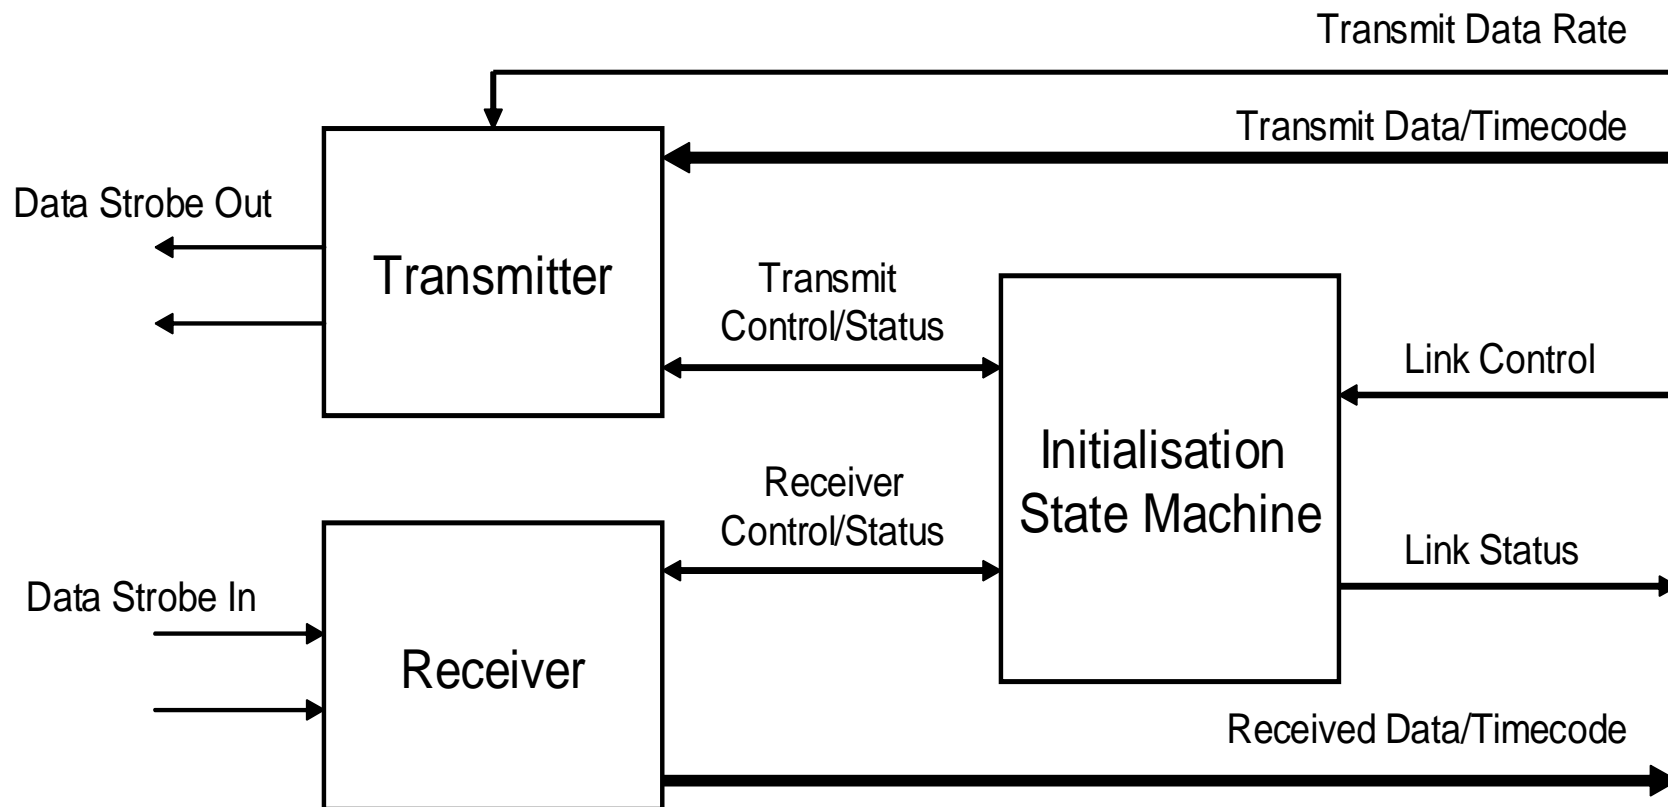 Transmit Data Rate
Transmit Data/Timecode
Data Strobe Out
Transmitter
Transmit
Control/Status
Link Control
Initialisation
State Machine
Receiver
Control/Status
Link Status
Data Strobe In
Receiver
Received Data/Timecode